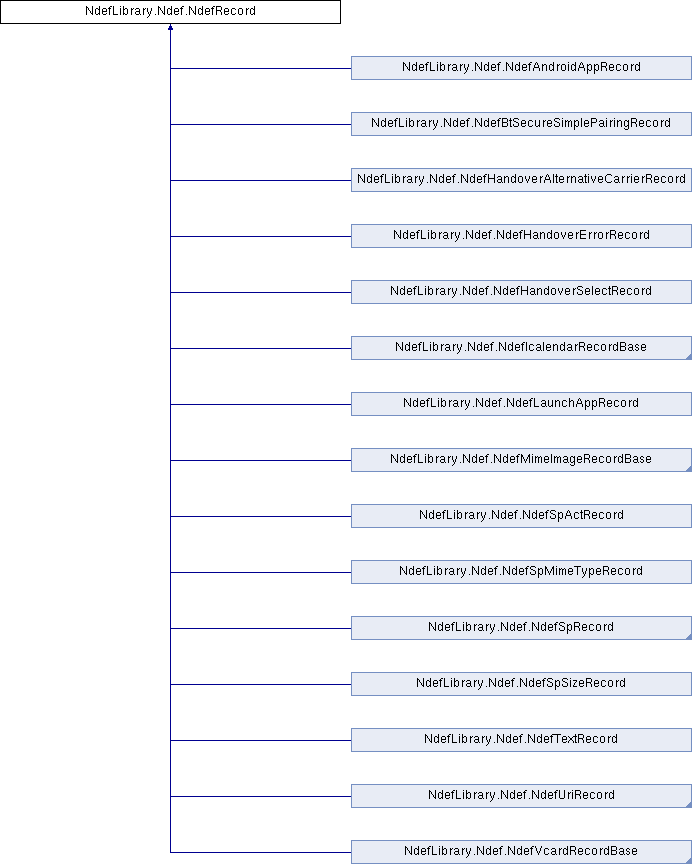 NdefLibrary.Ndef.NdefRecord
NdefLibrary.Ndef.NdefAndroidAppRecord
NdefLibrary.Ndef.NdefBtSecureSimplePairingRecord
NdefLibrary.Ndef.NdefHandoverAlternativeCarrierRecord
NdefLibrary.Ndef.NdefHandoverErrorRecord
NdefLibrary.Ndef.NdefHandoverSelectRecord
NdefLibrary.Ndef.NdefIcalendarRecordBase
NdefLibrary.Ndef.NdefLaunchAppRecord
NdefLibrary.Ndef.NdefMimeImageRecordBase
NdefLibrary.Ndef.NdefSpActRecord
NdefLibrary.Ndef.NdefSpMimeTypeRecord
NdefLibrary.Ndef.NdefSpRecord
NdefLibrary.Ndef.NdefSpSizeRecord
NdefLibrary.Ndef.NdefTextRecord
NdefLibrary.Ndef.NdefUriRecord
NdefLibrary.Ndef.NdefVcardRecordBase